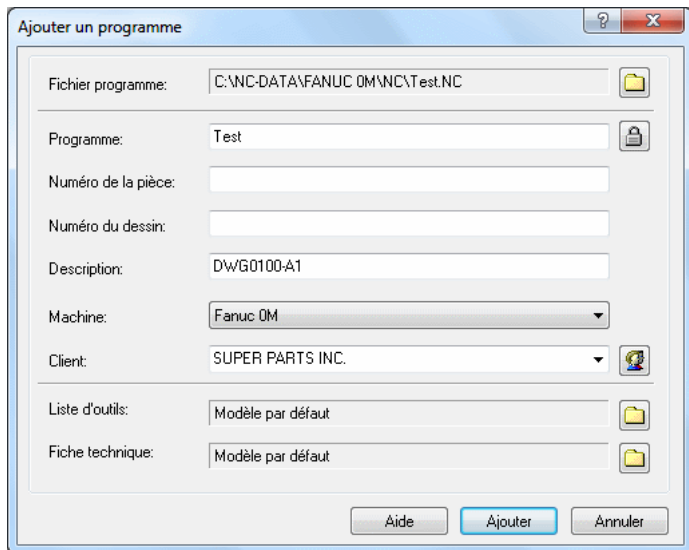 Ajouter un programme
Fichier programme: C:\NC-DATA\FANUC 0M\NC\Test.NC
Programme: Test
Numéro de la pièce:
Numéro du dessin:
Description: DWG0100-A1
Machine: Fanuc 0M
Client: SUPER PARTS INC.
Liste d'outils: Modèle par défaut
Fiche technique: Modèle par défaut
Aide Ajouter Annuler